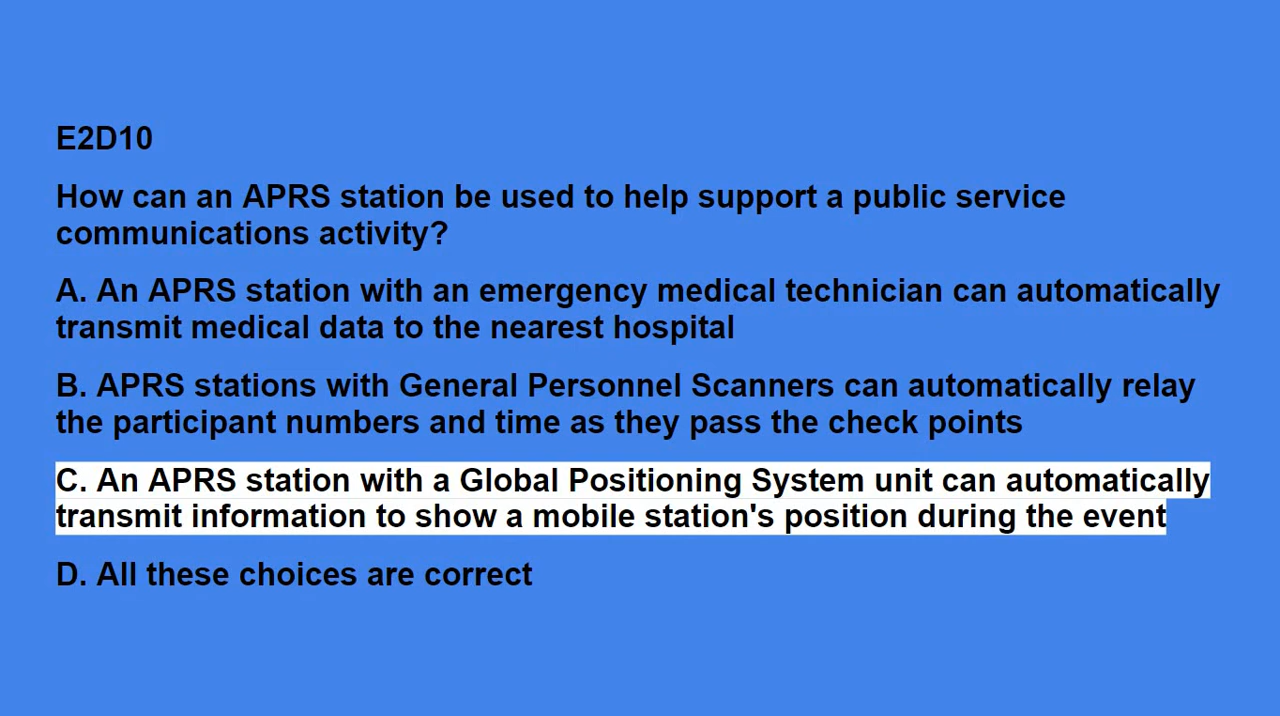 E2D10
How can an APRS station be used to help support a public service
communications activity?
A. An APRS station with an emergency medical technician can automatically
transmit medical data to the nearest hospital
B. APRS stations with General Personnel Scanners can automatically relay
the participant numbers and time as they pass the check points
C. An APRS station with a Global Positioning System unit can automatically
transmit information to show a mobile station's position during the event
D. All these choices are correct